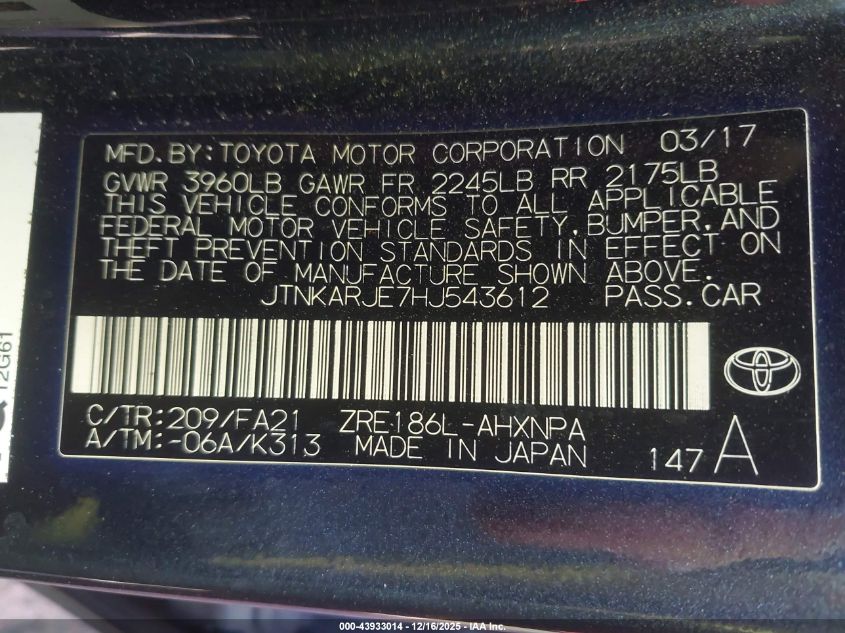 MFD. BY: TOYOTA MOTOR CORPORATION 03/17
GVWR 3960LB GAWR FR 2245LB RR 2175LB
THIS VEHICLE CONFORMS TO ALL APPLICABLE
FEDERAL MOTOR VEHICLE SAFETY, BUMPER, AND
THEFT PREVENTION STANDARDS IN EFFECT ON
THE DATE OF MANUFACTURE SHOWN ABOVE.
JTNKARJE7HJ543612 PASS. CAR
C/TR: 209/FA21 ZRE186L-AHXNPA
A/TM: -06A/K313 MADE IN JAPAN 147 A
12G61
000-43933014 - 12/16/2025 - IAA Inc.